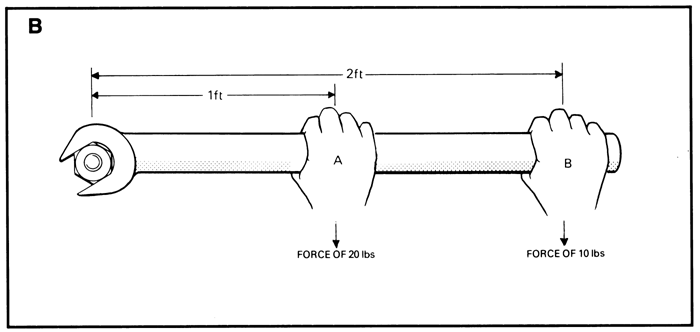 B
2ft
1ft
A
B
FORCE OF 20 lbs
FORCE OF 10 lbs